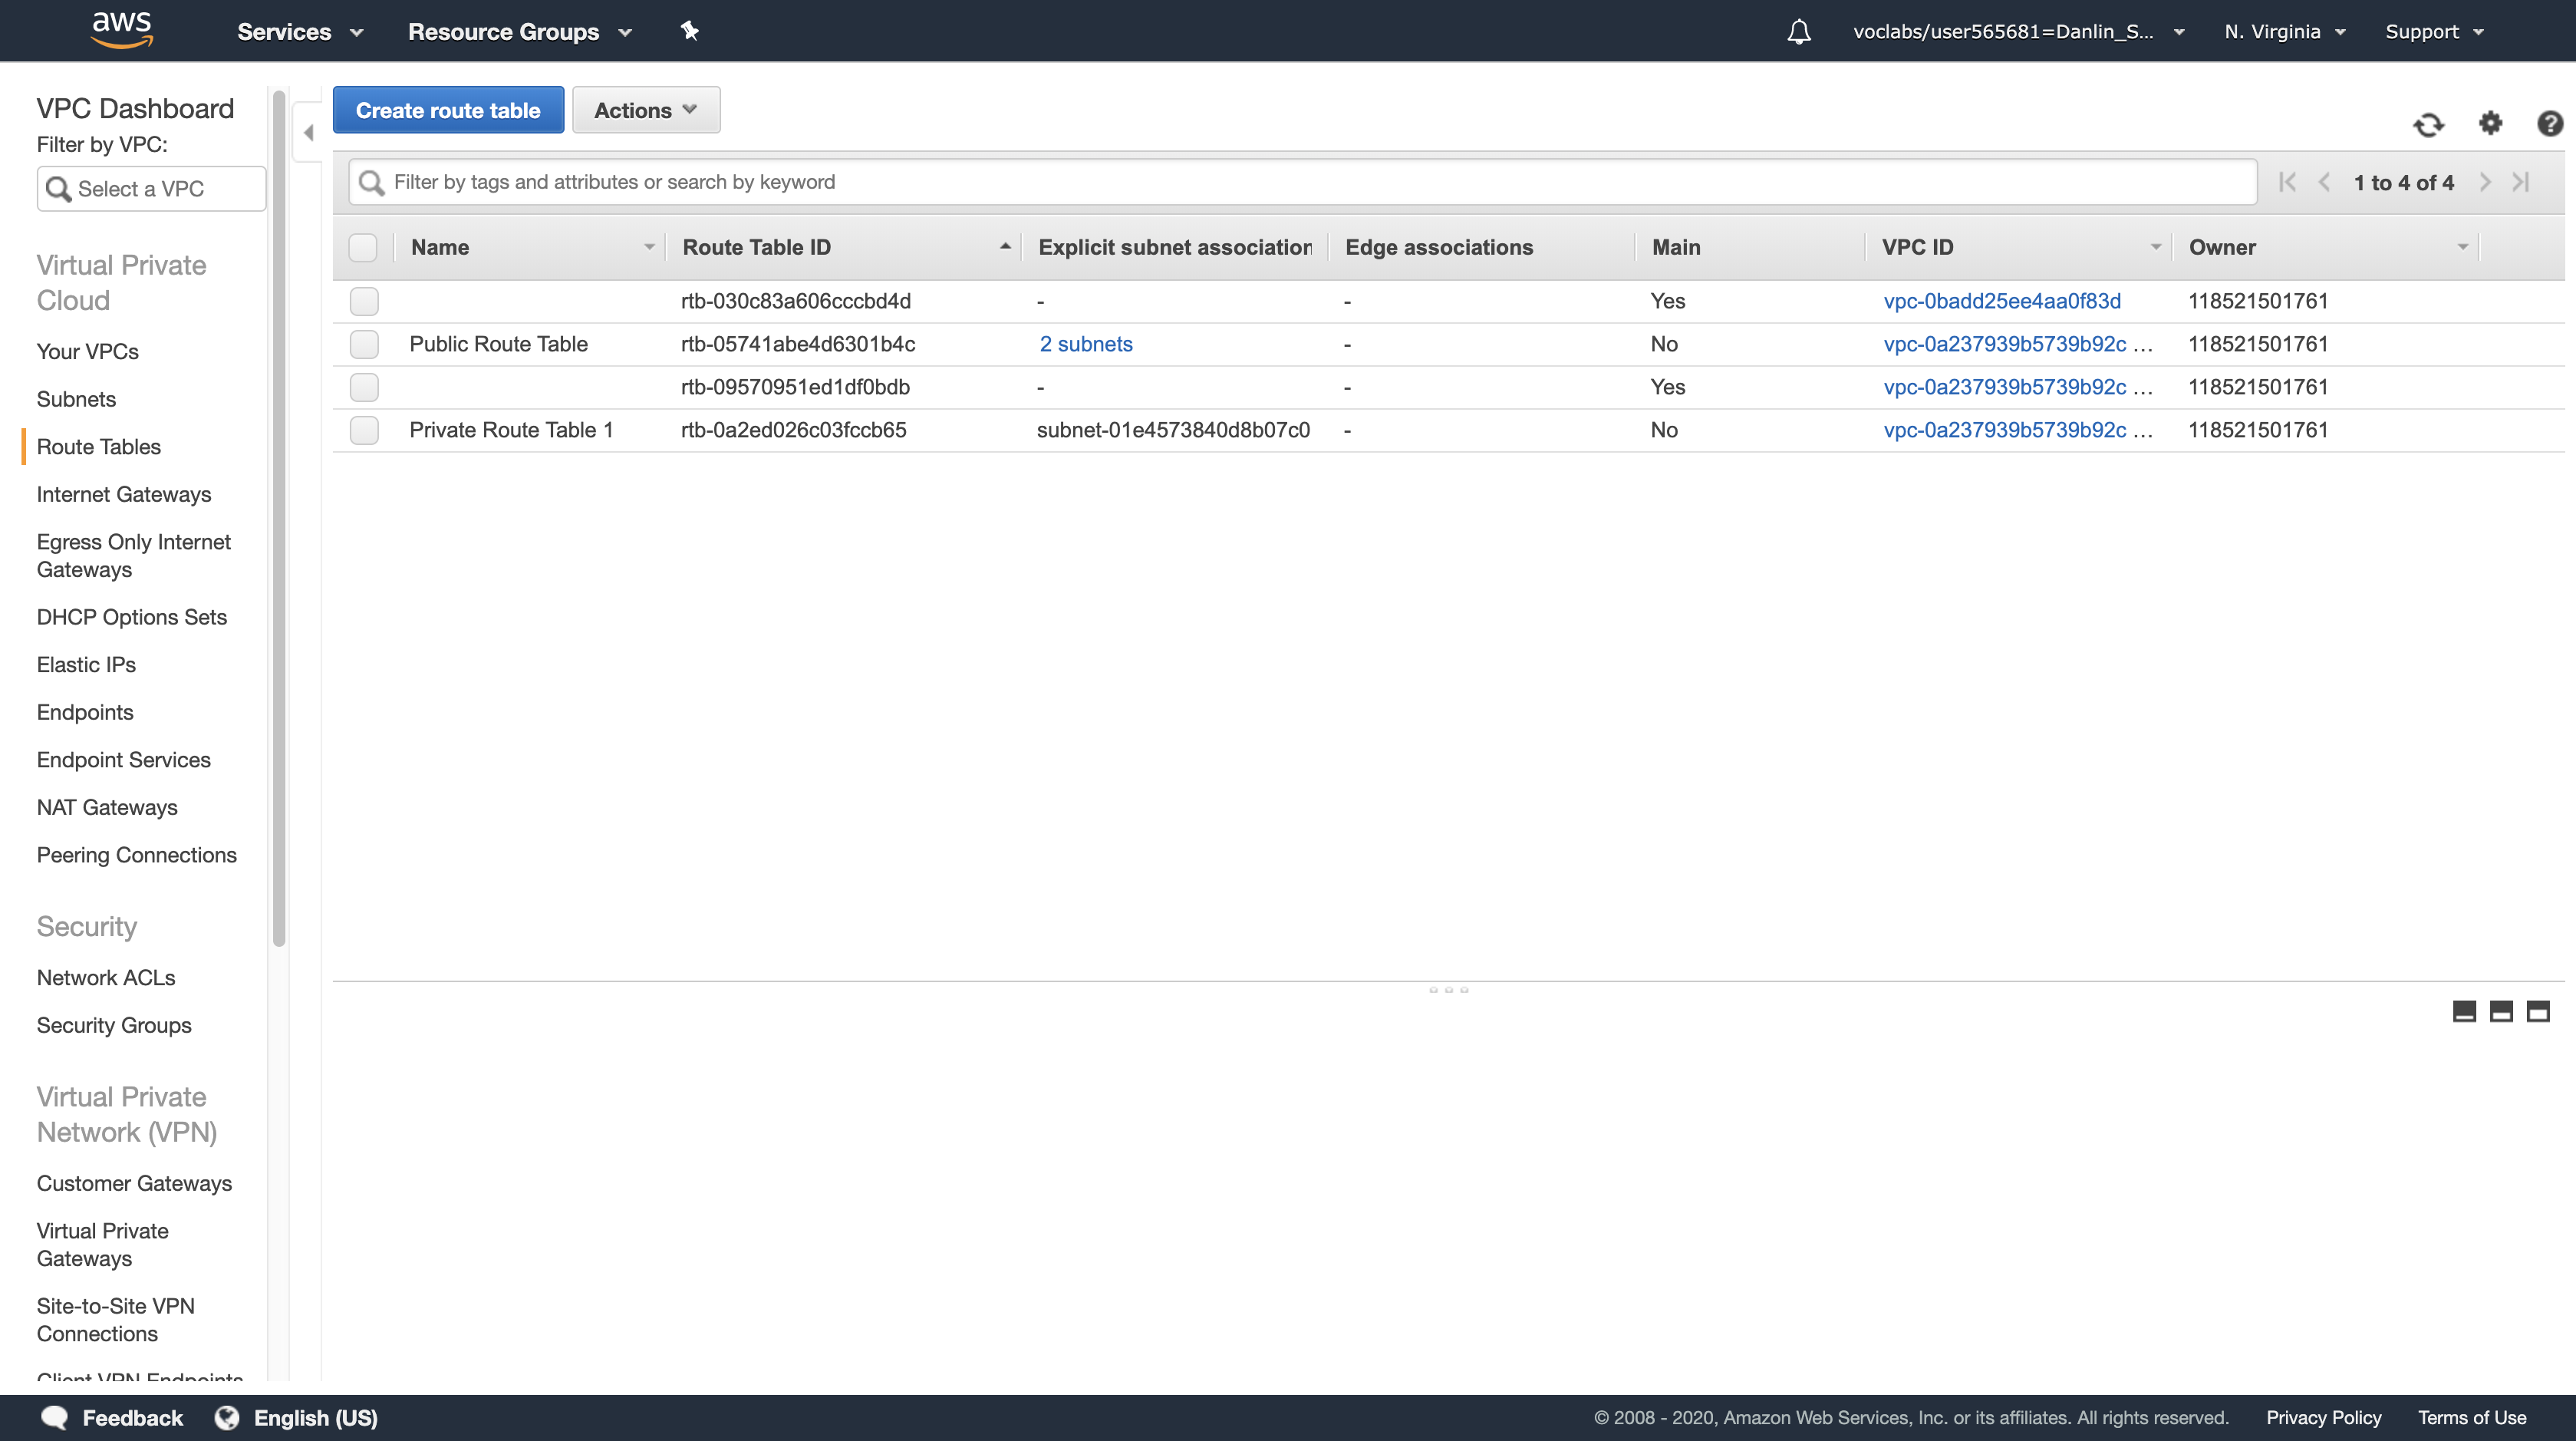 aws
Services
Resource Groups
voclabs/user565681=Danlin_S...
N. Virginia
Support
VPC Dashboard
Filter by VPC:
Select a VPC
Virtual Private
Cloud
Your VPCs
Subnets
Route Tables
Internet Gateways
Egress Only Internet
Gateways
DHCP Options Sets
Elastic IPs
Endpoints
Endpoint Services
NAT Gateways
Peering Connections
Security
Network ACLs
Security Groups
Virtual Private
Network (VPN)
Customer Gateways
Virtual Private
Gateways
Site-to-Site VPN
Connections
Client VPN Endpoints
Create route table
Actions
Filter by tags and attributes or search by keyword
1 to 4 of 4
Name Route Table ID Explicit subnet association Edge associations Main VPC ID Owner
rtb-030c83a606cccbd4d - - Yes vpc-0badd25ee4aa0f83d 118521501761
Public Route Table rtb-05741abe4d6301b4c 2 subnets - No vpc-0a237939b5739b92c ... 118521501761
rtb-09570951ed1df0bdb - - Yes vpc-0a237939b5739b92c ... 118521501761
Private Route Table 1 rtb-0a2ed026c03fccb65 subnet-01e4573840d8b07c0 - No vpc-0a237939b5739b92c ... 118521501761
Feedback
English (US)
© 2008 - 2020, Amazon Web Services, Inc. or its affiliates. All rights reserved.
Privacy Policy
Terms of Use